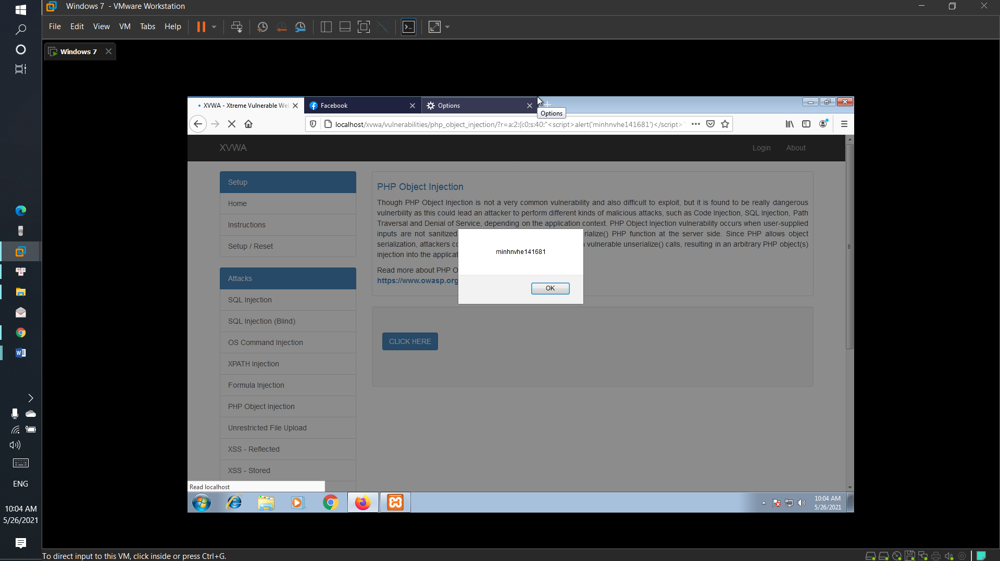 Windows 7 - VMware Workstation
File Edit View VM Tabs Help
Windows 7
XVWA - Xtreme Vulnerable We
Facebook
Options
Options
localhost/xvwa/vulnerabilities/php_object_injection/?r=a:2:{i:0;s:40:"<script>alert('minhnvhe141681')</script>"
XVWA
Login
About
Setup
Home
Instructions
Setup / Reset
Attacks
SQL Injection
SQL Injection (Blind)
OS Command Injection
XPATH Injection
Formula Injection
PHP Object Injection
Unrestricted File Upload
XSS - Reflected
XSS - Stored
PHP Object Injection
Though PHP Object Injection is not a very common vulnerability and also difficult to exploit, but it is found to be really dangerous
vulnerbility as this could lead an attacker to perform different kinds of malicious attacks, such as Code Injection, SQL Injection, Path
Traversal and Denial of Service, depending on the application context. PHP Object Injection vulnerability occurs when user-supplied
inputs are not sanitized rialize() PHP function at the server side. Since PHP allows object
serialization, attackers co vulnerable unserialize() calls, resulting in an arbitrary PHP object(s)
injection into the applicat
Read more about PHP O
https://www.owasp.org
minhnvhe141681
OK
CLICK HERE
Read localhost
10:04 AM
5/26/2021
ENG
10:04 AM
5/26/2021
To direct input to this VM, click inside or press Ctrl+G.